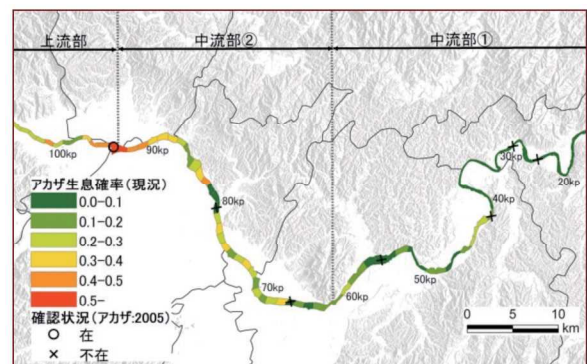 上流部 中流部② 中流部①
100kp
90kp
80kp
70kp
60kp
50kp
40kp
30kp
20kp
アカザ生息確率(現況)
0.0-0.1
0.1-0.2
0.2-0.3
0.3-0.4
0.4-0.5
0.5-
確認状況(アカザ:2005)
在
不在
0 5 10
km